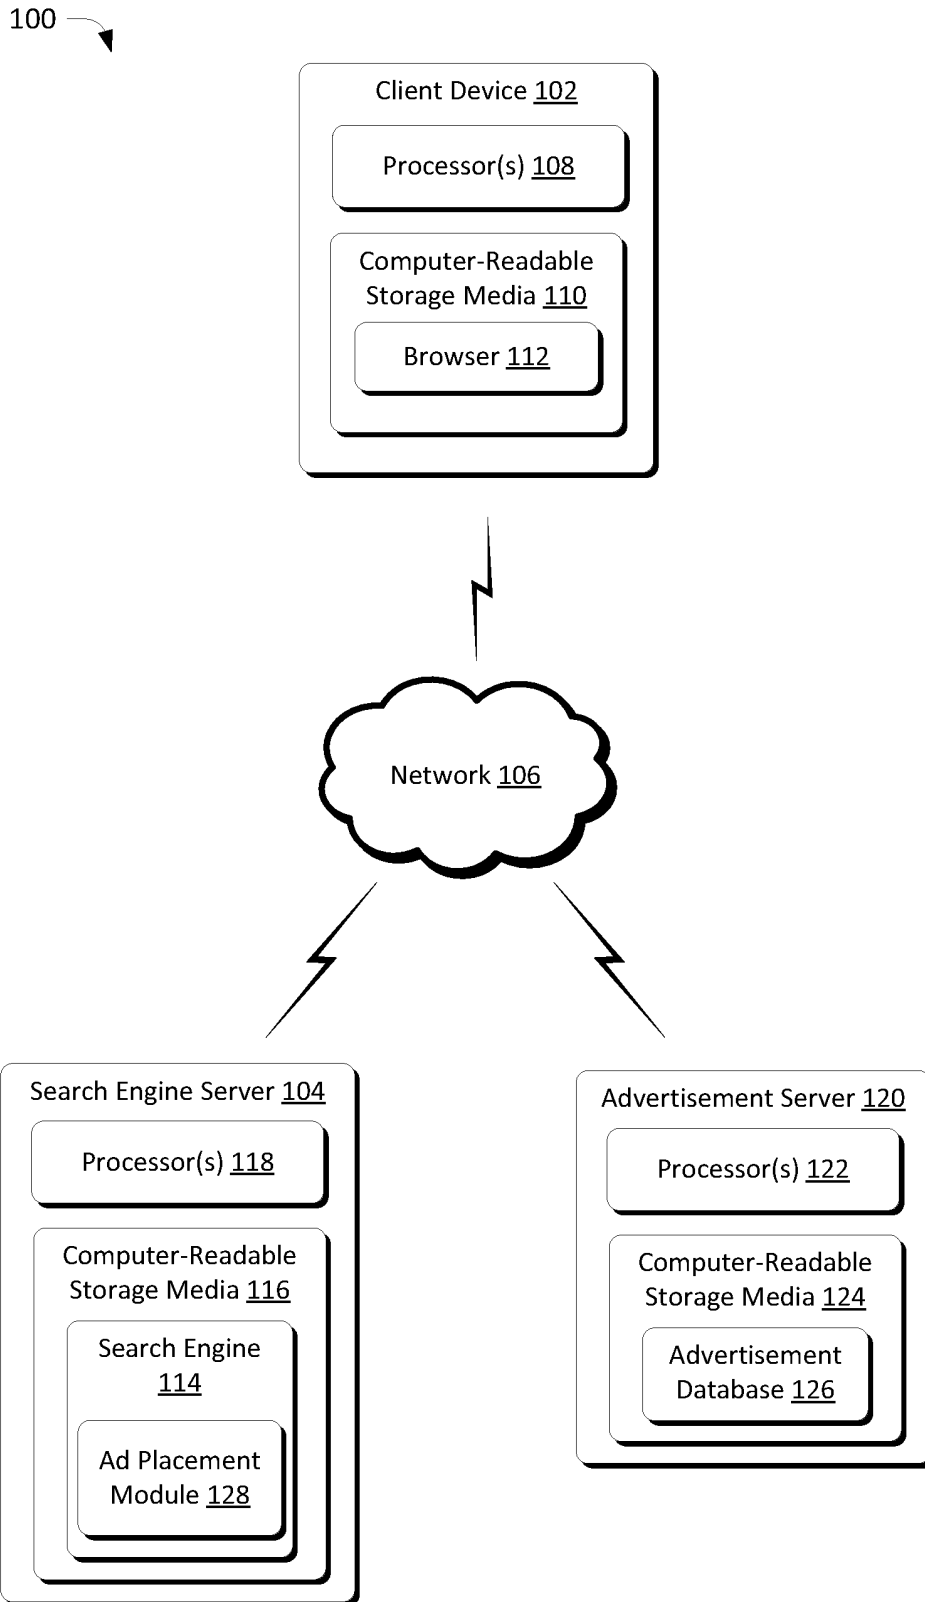 100
Client Device 102
Processor(s) 108
Computer-Readable
Storage Media 110
Browser 112
Network 106
Search Engine Server 104
Processor(s) 118
Computer-Readable
Storage Media 116
Search Engine
114
Ad Placement
Module 128
Advertisement Server 120
Processor(s) 122
Computer-Readable
Storage Media 124
Advertisement
Database 126